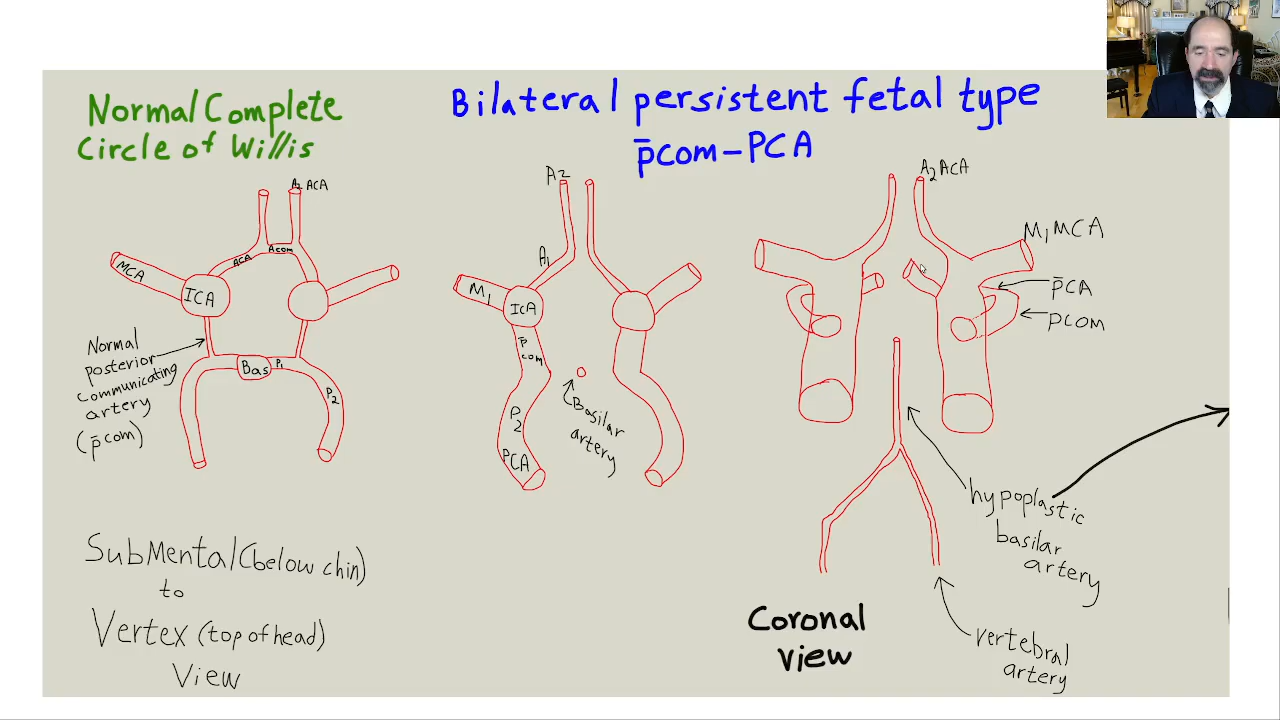 Normal Complete
Circle of Willis
A2 ACA
Acom
ACA
MCA
ICA
Normal
posterior
communicating
artery
(p̄com)
Bas
P1
P2
SubMental (below chin)
to
Vertex (top of head)
View
Bilateral persistent fetal type
p̄com-PCA
A2
A1
M1
ICA
p
com
P2
PCA
Basilar
artery
A2 ACA
M1 MCA
p̄CA
pcom
hypoplastic
basilar
artery
vertebral
artery
Coronal
view